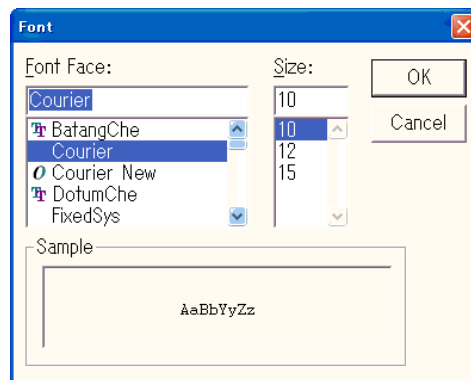 Font
Font Face:
Size:
Courier
10
OK
Cancel
BatangChe
Courier
Courier New
DotumChe
FixedSys
10
12
15
Sample
AaBbYyZz